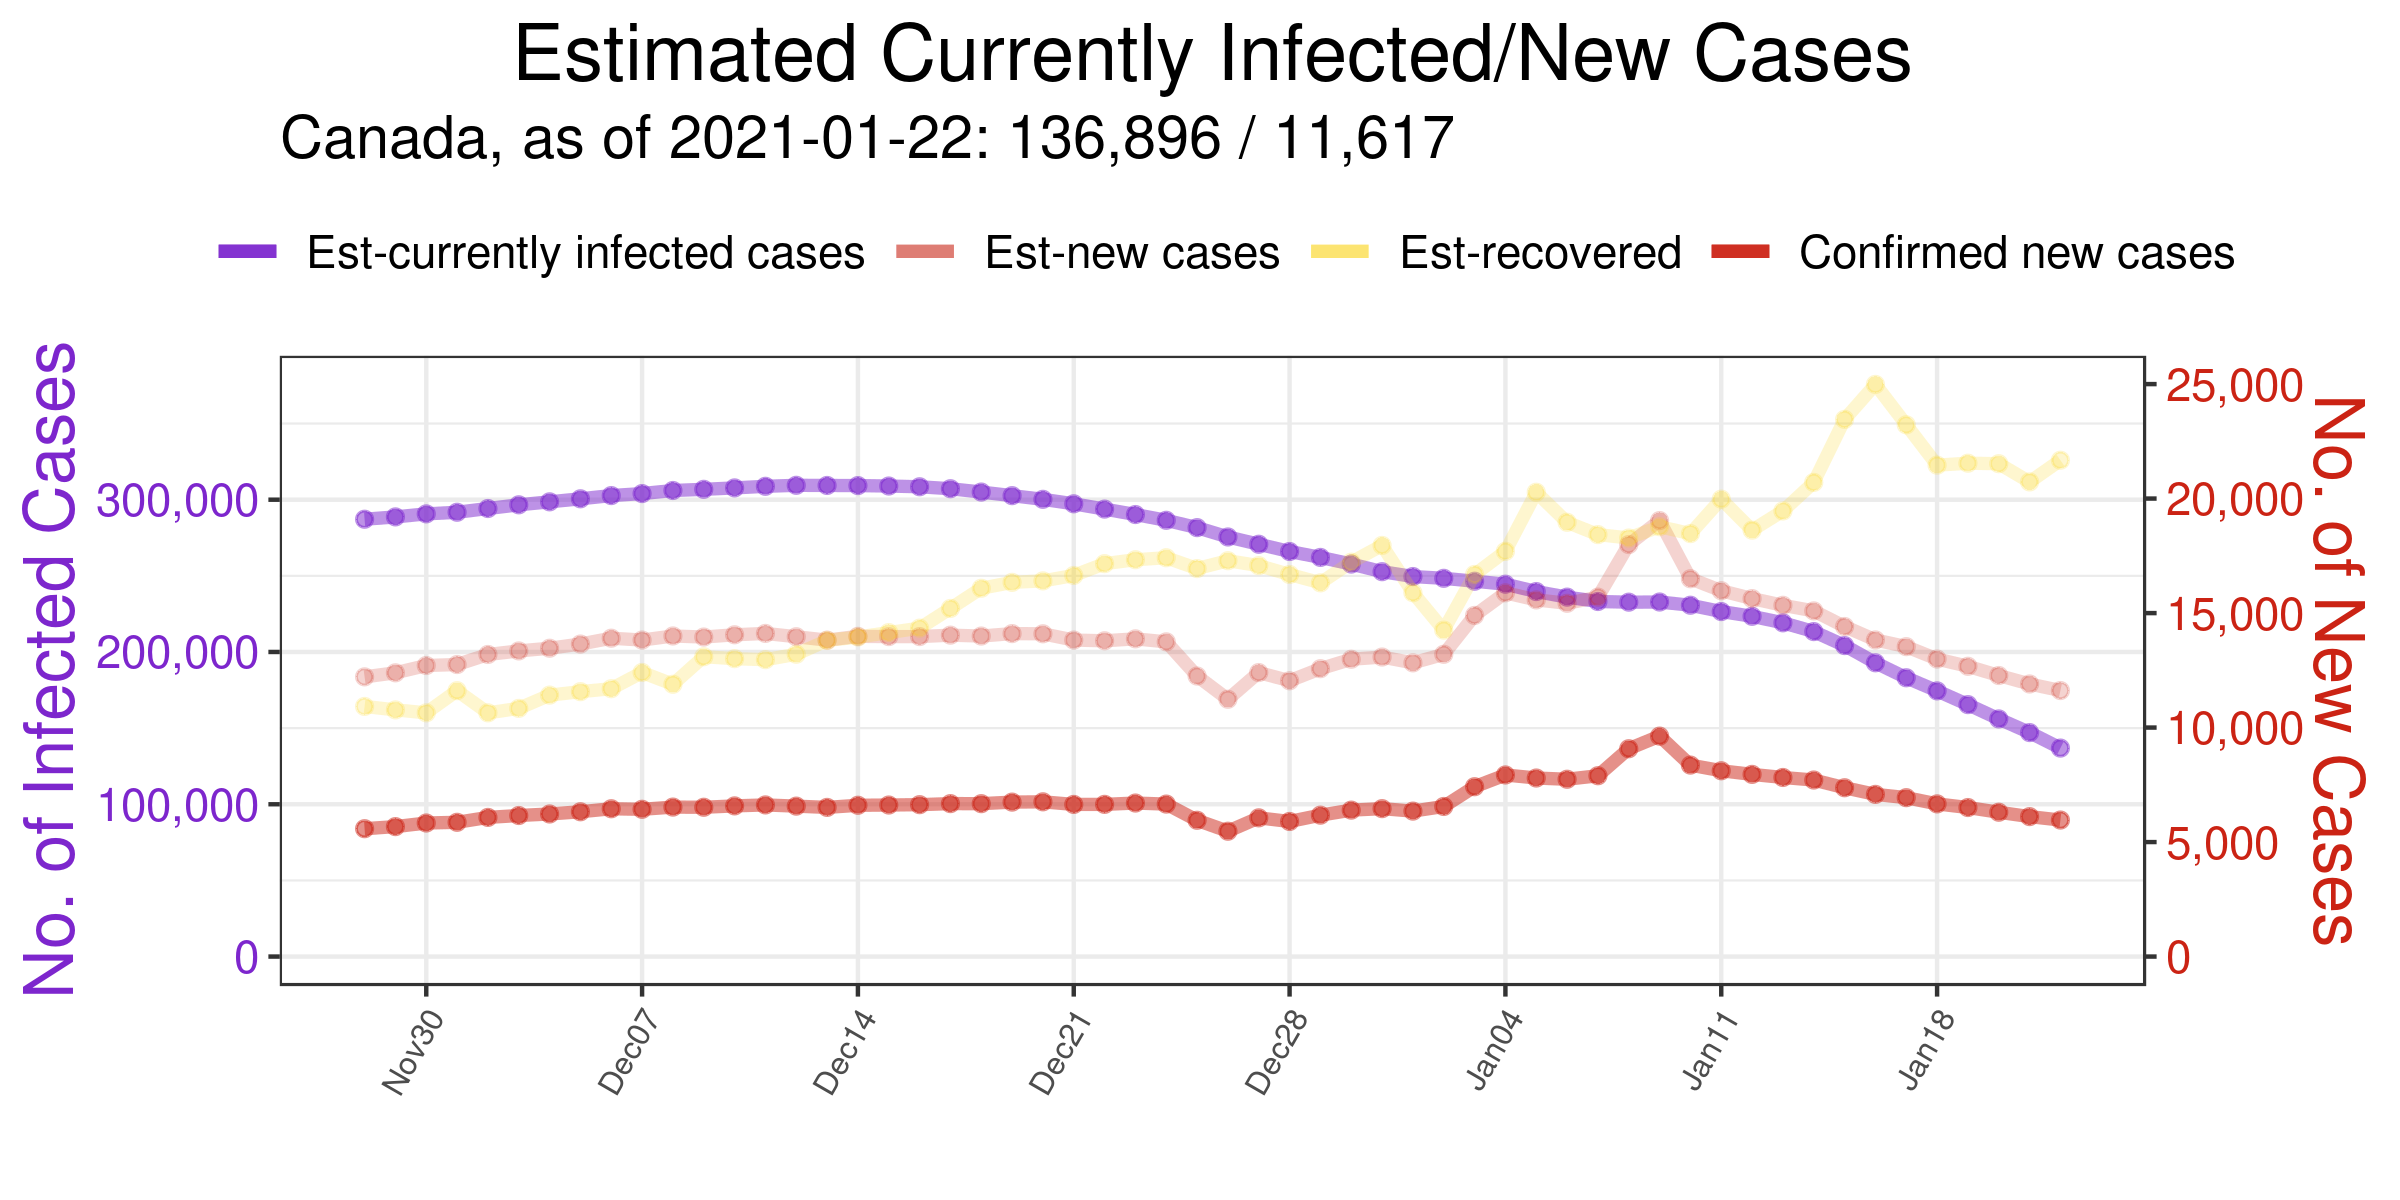 Estimated Currently Infected/New Cases
Canada, as of 2021-01-22: 136,896 / 11,617
Est-currently infected cases Est-new cases Est-recovered Confirmed new cases
No. of Infected Cases
300,000
200,000
100,000
0
25,000
20,000
15,000
10,000
5,000
0
No. of New Cases
Nov30 Dec07 Dec14 Dec21 Dec28 Jan04 Jan11 Jan18